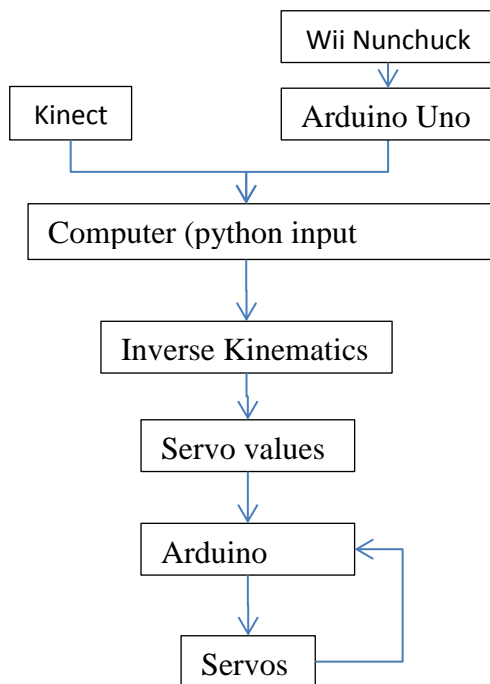 Wii Nunchuck
Kinect
Arduino Uno
Computer (python input
Inverse Kinematics
Servo values
Arduino
Servos